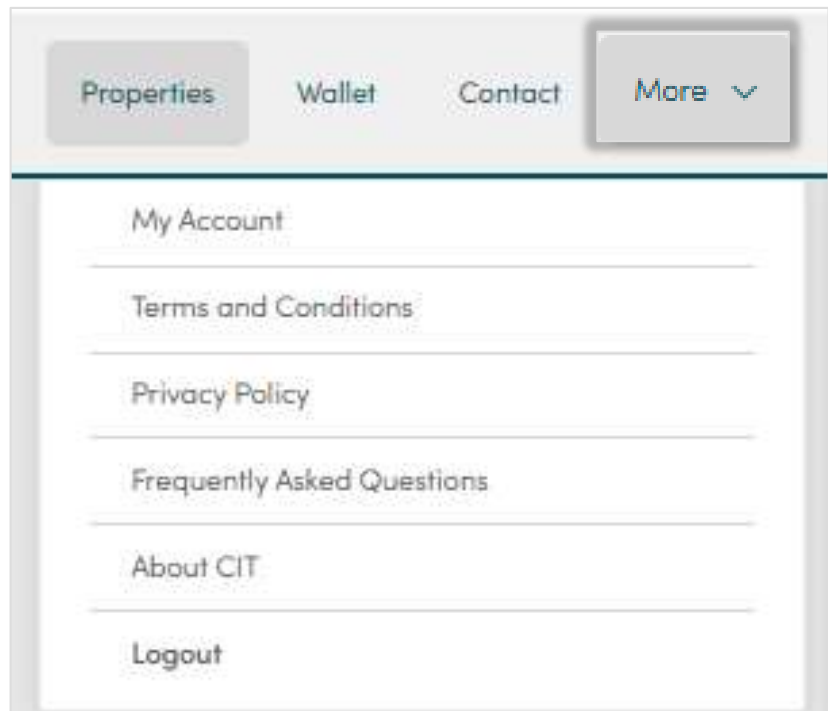 Properties Wallet Contact More
My Account
Terms and Conditions
Privacy Policy
Frequently Asked Questions
About CIT
Logout